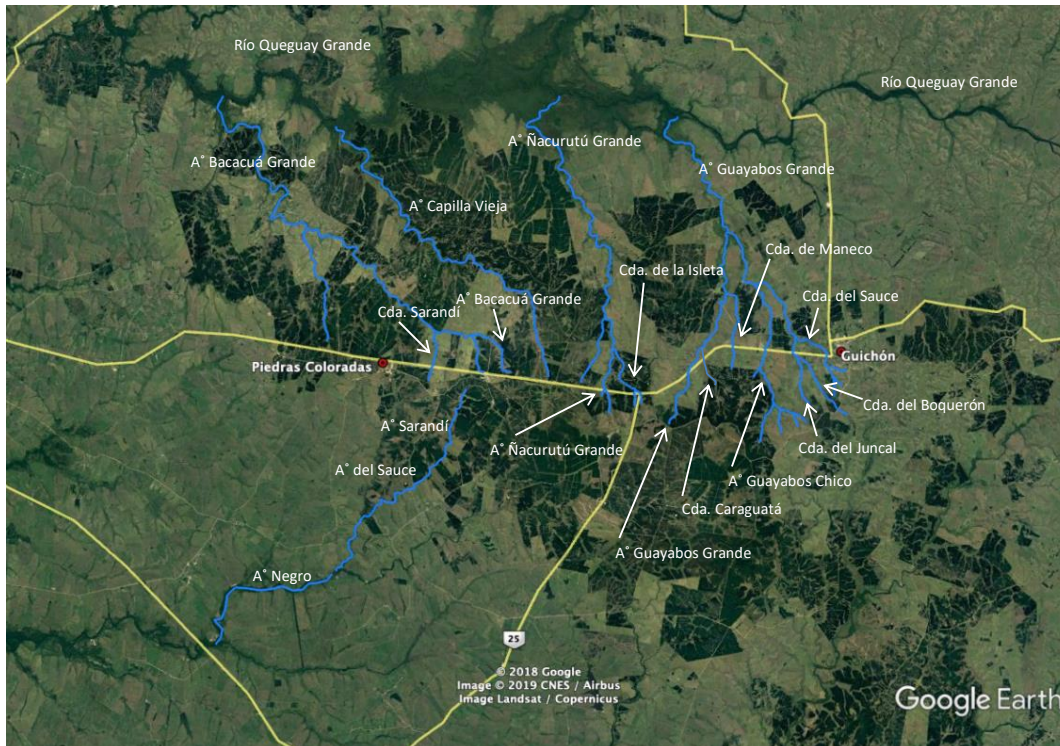 Río Queguay Grande
Río Queguay Grande
A° Ñacurutú Grande
A° Bacacuá Grande
A° Guayabos Grande
A° Capilla Vieja
Cda. de Maneco
Cda. de la Isleta
Cda. del Sauce
A° Bacacuá Grande
Cda. Sarandí
Guichón
Piedras Coloradas
Cda. del Boquerón
A° Sarandí
A° Ñacurutú Grande
Cda. del Juncal
A° del Sauce
A° Guayabos Chico
Cda. Caraguatá
A° Guayabos Grande
A° Negro
25
© 2018 Google
Image © 2019 CNES / Airbus
Image Landsat / Copernicus
Google Earth